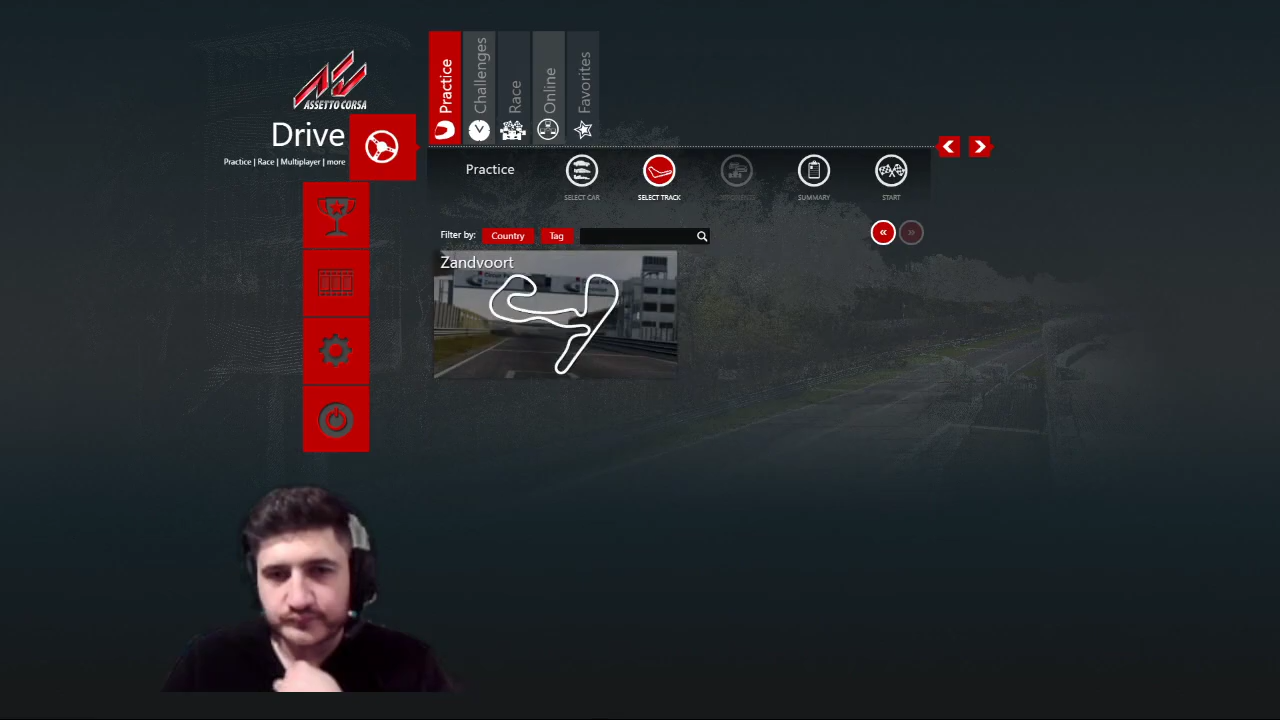 Practice
Challenges
Race
Online
Favorites
ASSETTO CORSA
Drive
Practice | Race | Multiplayer | more
Practice
SELECT CAR
SELECT TRACK
SUMMARY
START
Filter by:
Country
Tag
Zandvoort